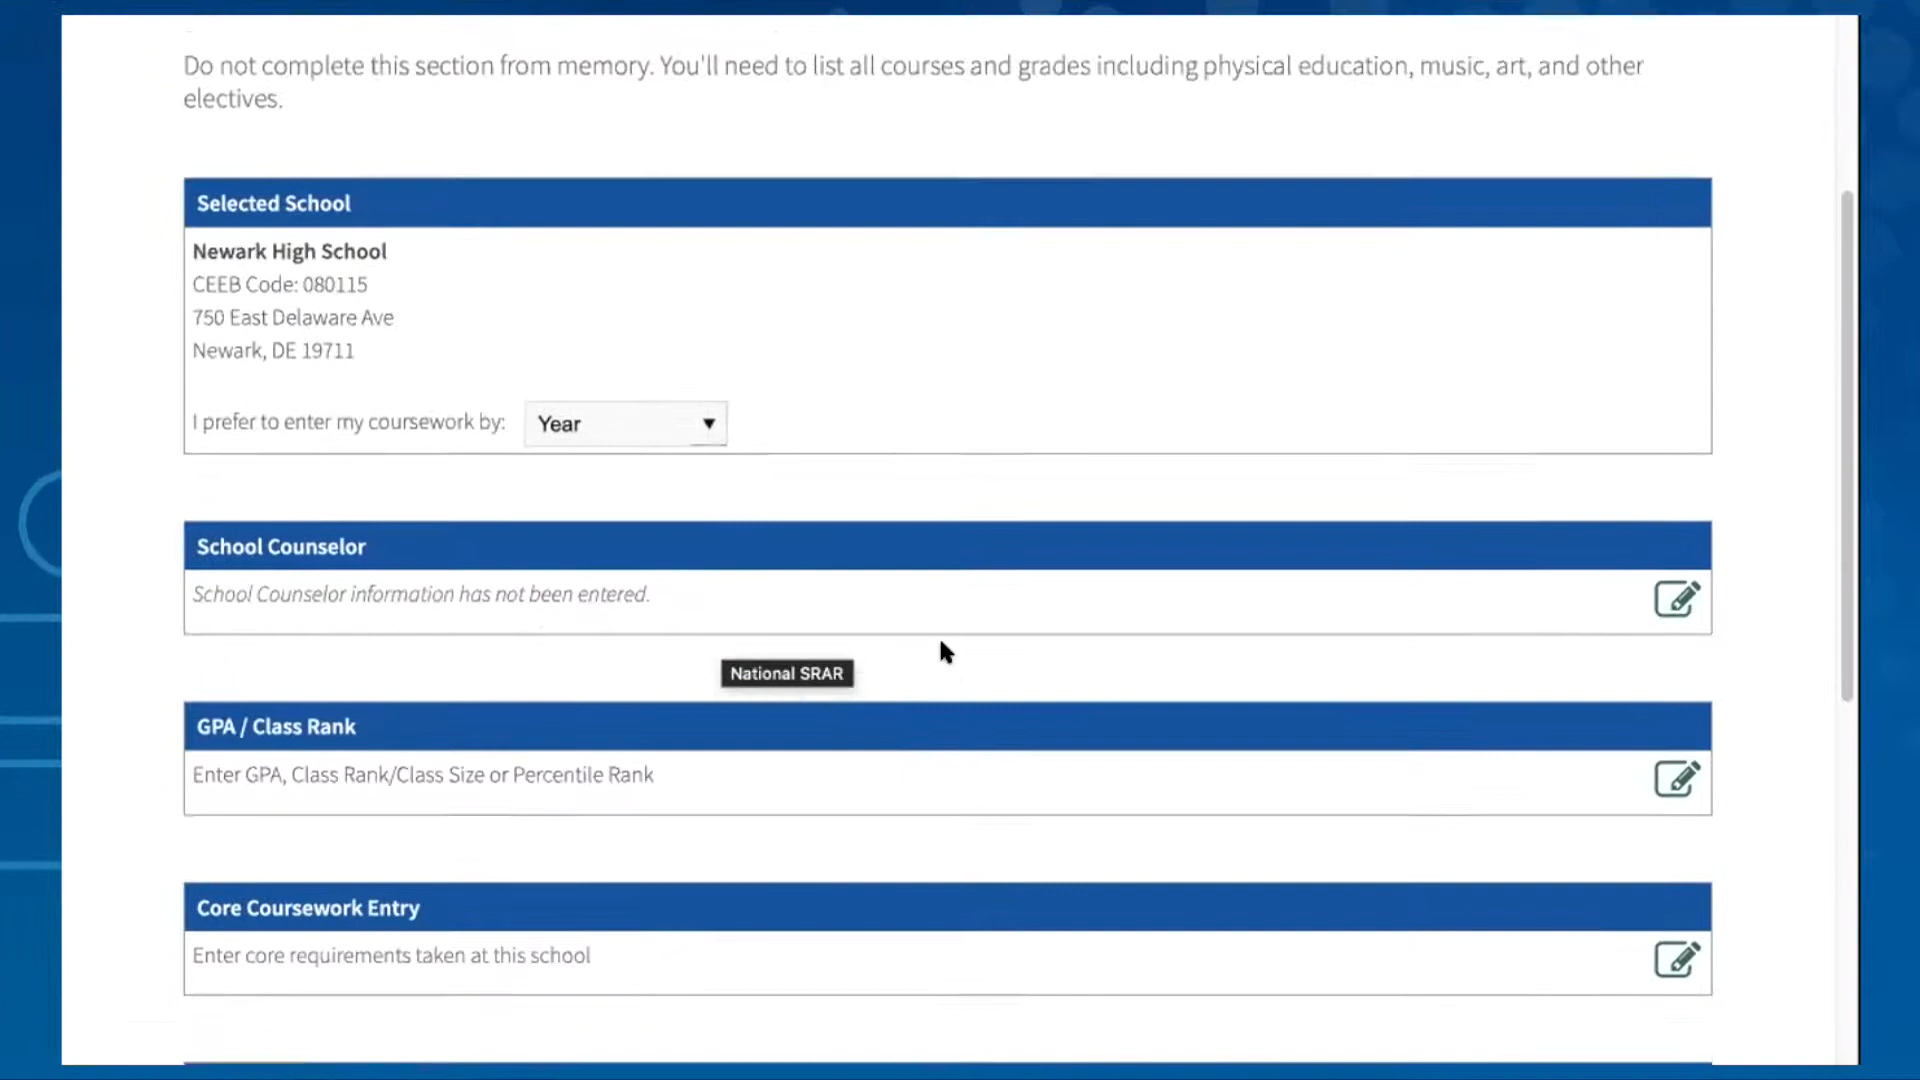 Do not complete this section from memory. You'll need to list all courses and grades including physical education, music, art, and other
electives.
Selected School
Newark High School
CEEB Code: 080115
750 East Delaware Ave
Newark, DE 19711
I prefer to enter my coursework by: Year
School Counselor
School Counselor information has not been entered.
National SRAR
GPA / Class Rank
Enter GPA, Class Rank/Class Size or Percentile Rank
Core Coursework Entry
Enter core requirements taken at this school